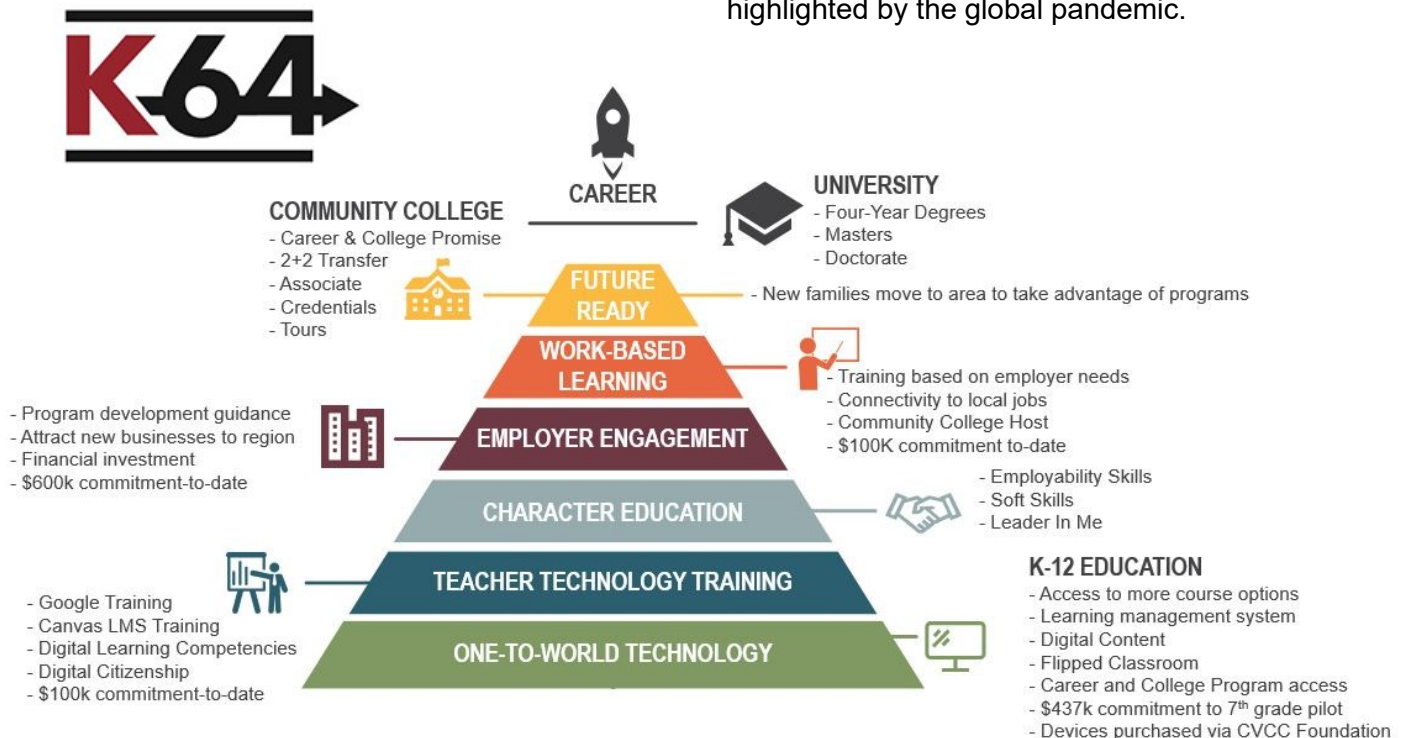 highlighted by the global pandemic.
K-64
CAREER
COMMUNITY COLLEGE
- Career & College Promise
- 2+2 Transfer
- Associate
- Credentials
- Tours
UNIVERSITY
- Four-Year Degrees
- Masters
- Doctorate
FUTURE
READY
- New families move to area to take advantage of programs
WORK-BASED
LEARNING
- Training based on employer needs
- Connectivity to local jobs
- Community College Host
- $100K commitment to-date
- Program development guidance
- Attract new businesses to region
- Financial investment
- $600k commitment-to-date
EMPLOYER ENGAGEMENT
CHARACTER EDUCATION
- Employability Skills
- Soft Skills
- Leader In Me
TEACHER TECHNOLOGY TRAINING
- Google Training
- Canvas LMS Training
- Digital Learning Competencies
- Digital Citizenship
- $100k commitment-to-date
ONE-TO-WORLD TECHNOLOGY
K-12 EDUCATION
- Access to more course options
- Learning management system
- Digital Content
- Flipped Classroom
- Career and College Program access
- $437k commitment to 7th grade pilot
- Devices purchased via CVCC Foundation